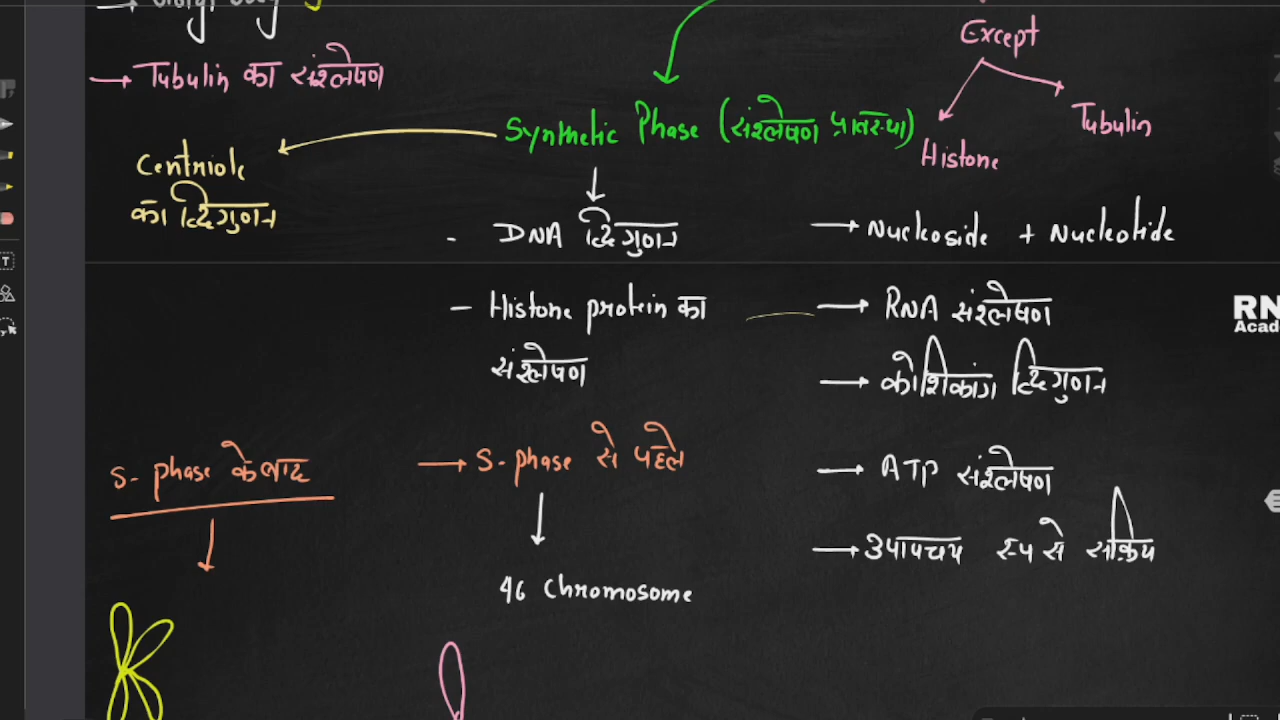 → Tubulin का संश्लेषण
Except
Histone
Tubulin
Synthetic Phase (संश्लेषण प्रावस्था)
Centriole
का द्विगुणन
- DNA द्विगुणन
- Histone protein का
संश्लेषण
→ S-phase से पहले
46 Chromosome
S-phase के बाद
→ Nucleoside + Nucleotide
→ RNA संश्लेषण
→ कोशिकांग द्विगुणन
→ ATP संश्लेषण
→ उपापचय रूप से सक्रिय
RN
Acad